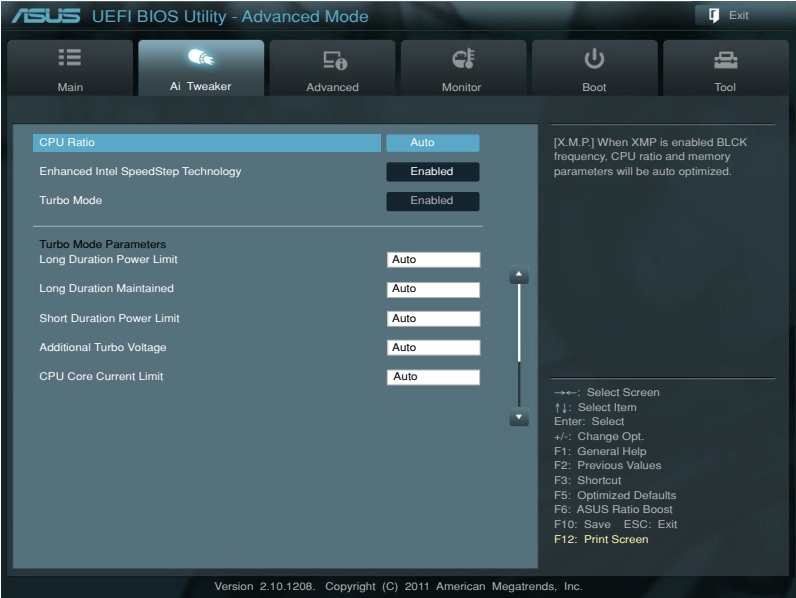 ASUS UEFI BIOS Utility - Advanced Mode
Exit
Main
Ai Tweaker
Advanced
Monitor
Boot
Tool
CPU Ratio Auto
Enhanced Intel SpeedStep Technology Enabled
Turbo Mode Enabled
Turbo Mode Parameters
Long Duration Power Limit Auto
Long Duration Maintained Auto
Short Duration Power Limit Auto
Additional Turbo Voltage Auto
CPU Core Current Limit Auto
[X.M.P.] When XMP is enabled BLCK
frequency, CPU ratio and memory
parameters will be auto optimized.
→←: Select Screen
↑↓: Select Item
Enter: Select
+/-: Change Opt.
F1: General Help
F2: Previous Values
F3: Shortcut
F5: Optimized Defaults
F6: ASUS Ratio Boost
F10: Save ESC: Exit
F12: Print Screen
Version 2.10.1208. Copyright (C) 2011 American Megatrends, Inc.